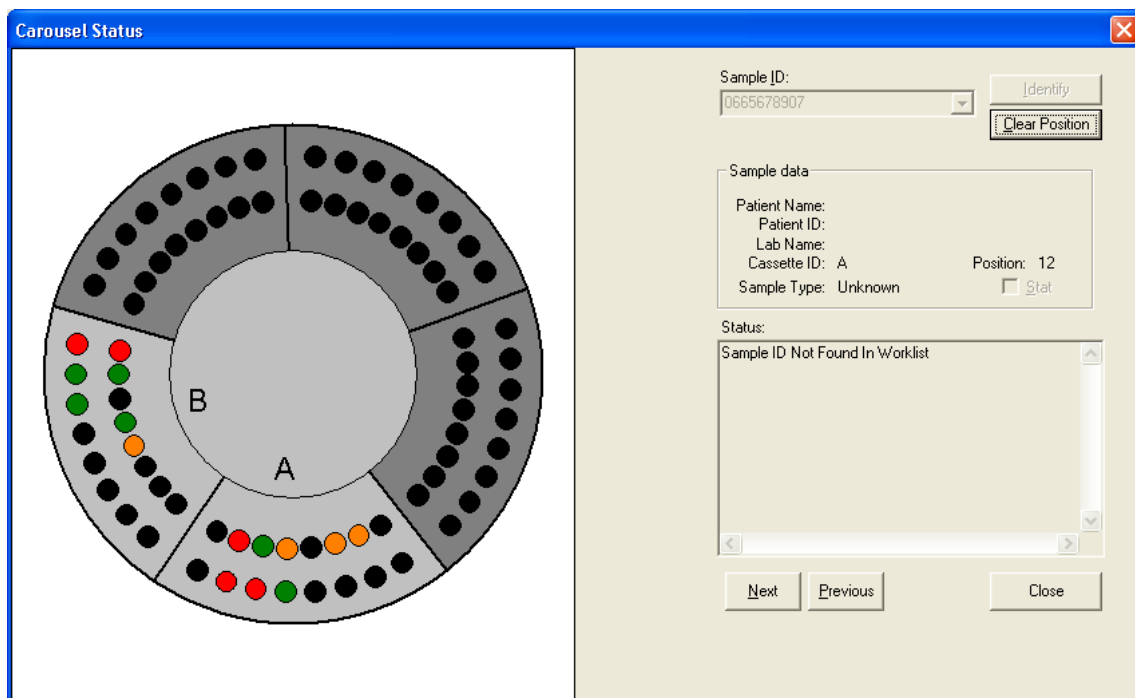 Carousel Status
Sample ID:
0665678907
Identify
Clear Position
Sample data
Patient Name:
Patient ID:
Lab Name:
Cassette ID: A Position: 12
Sample Type: Unknown Stat
Status:
Sample ID Not Found In Worklist
B
A
Next Previous Close